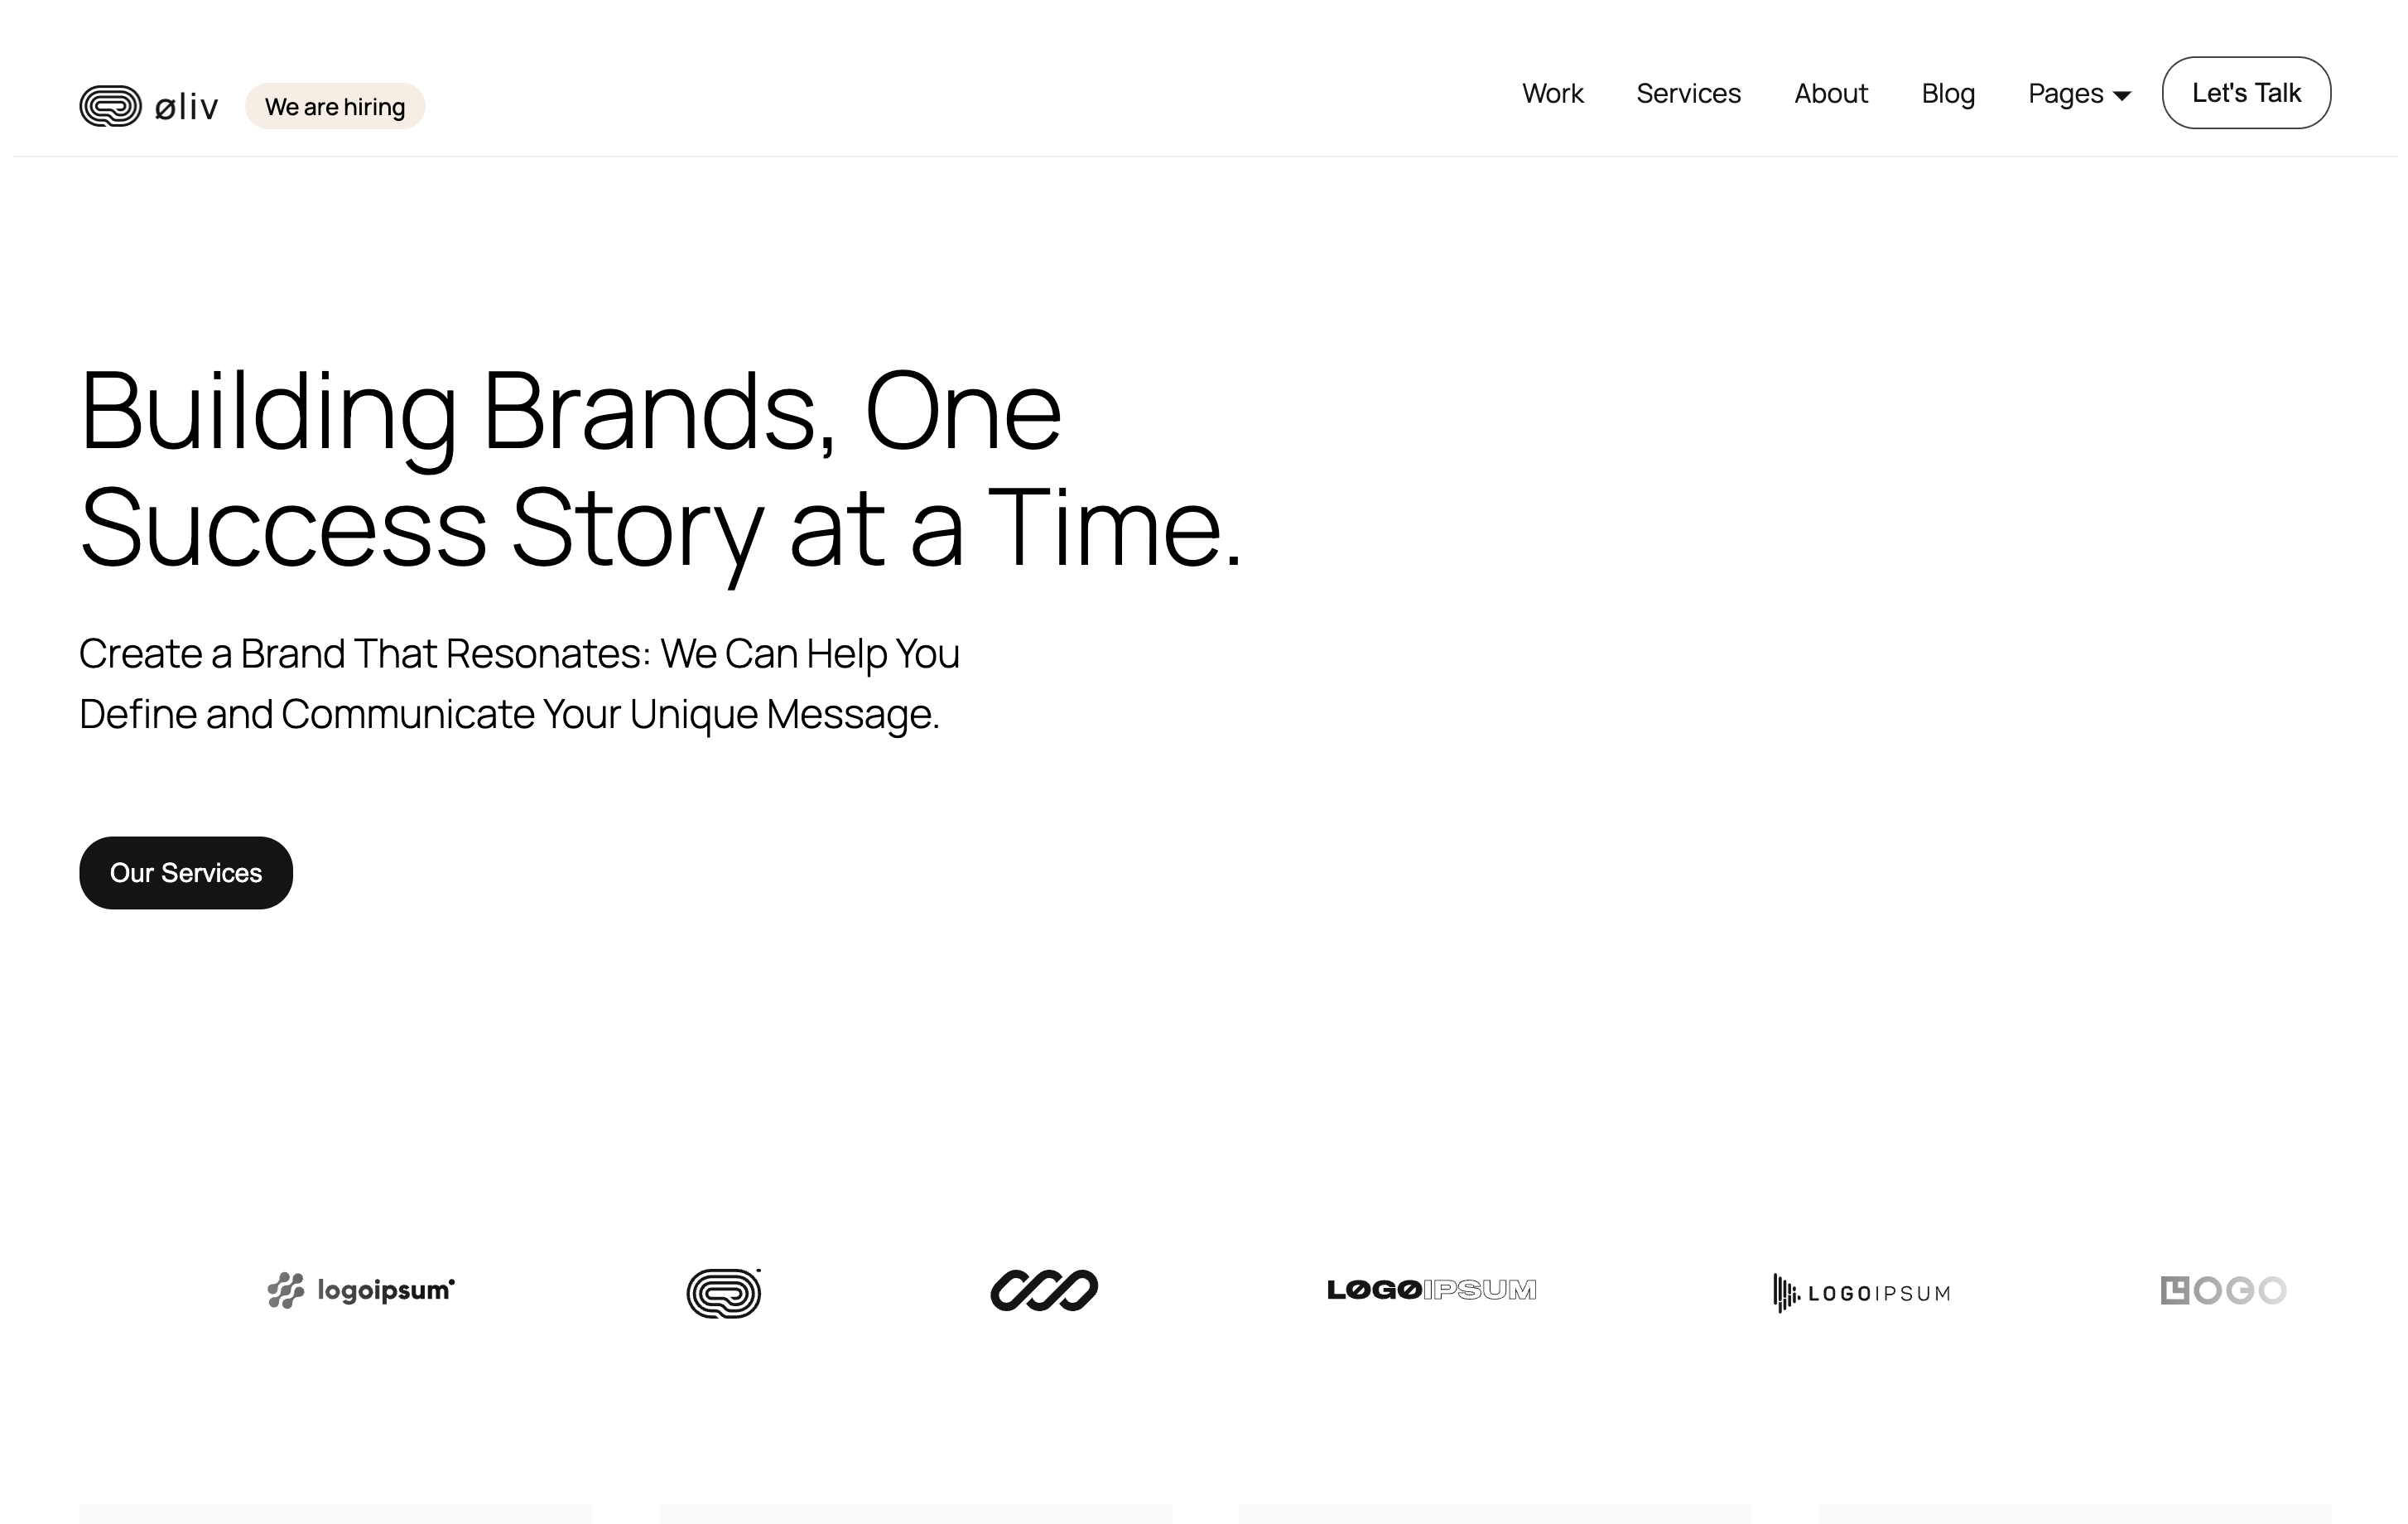 øliv
We are hiring
Work
Services
About
Blog
Pages
Let's Talk
Building Brands, One
Success Story at a Time.
Create a Brand That Resonates: We Can Help You
Define and Communicate Your Unique Message.
Our Services
logoipsum
LØGØIPSUM
LOGOIPSUM
LOGO